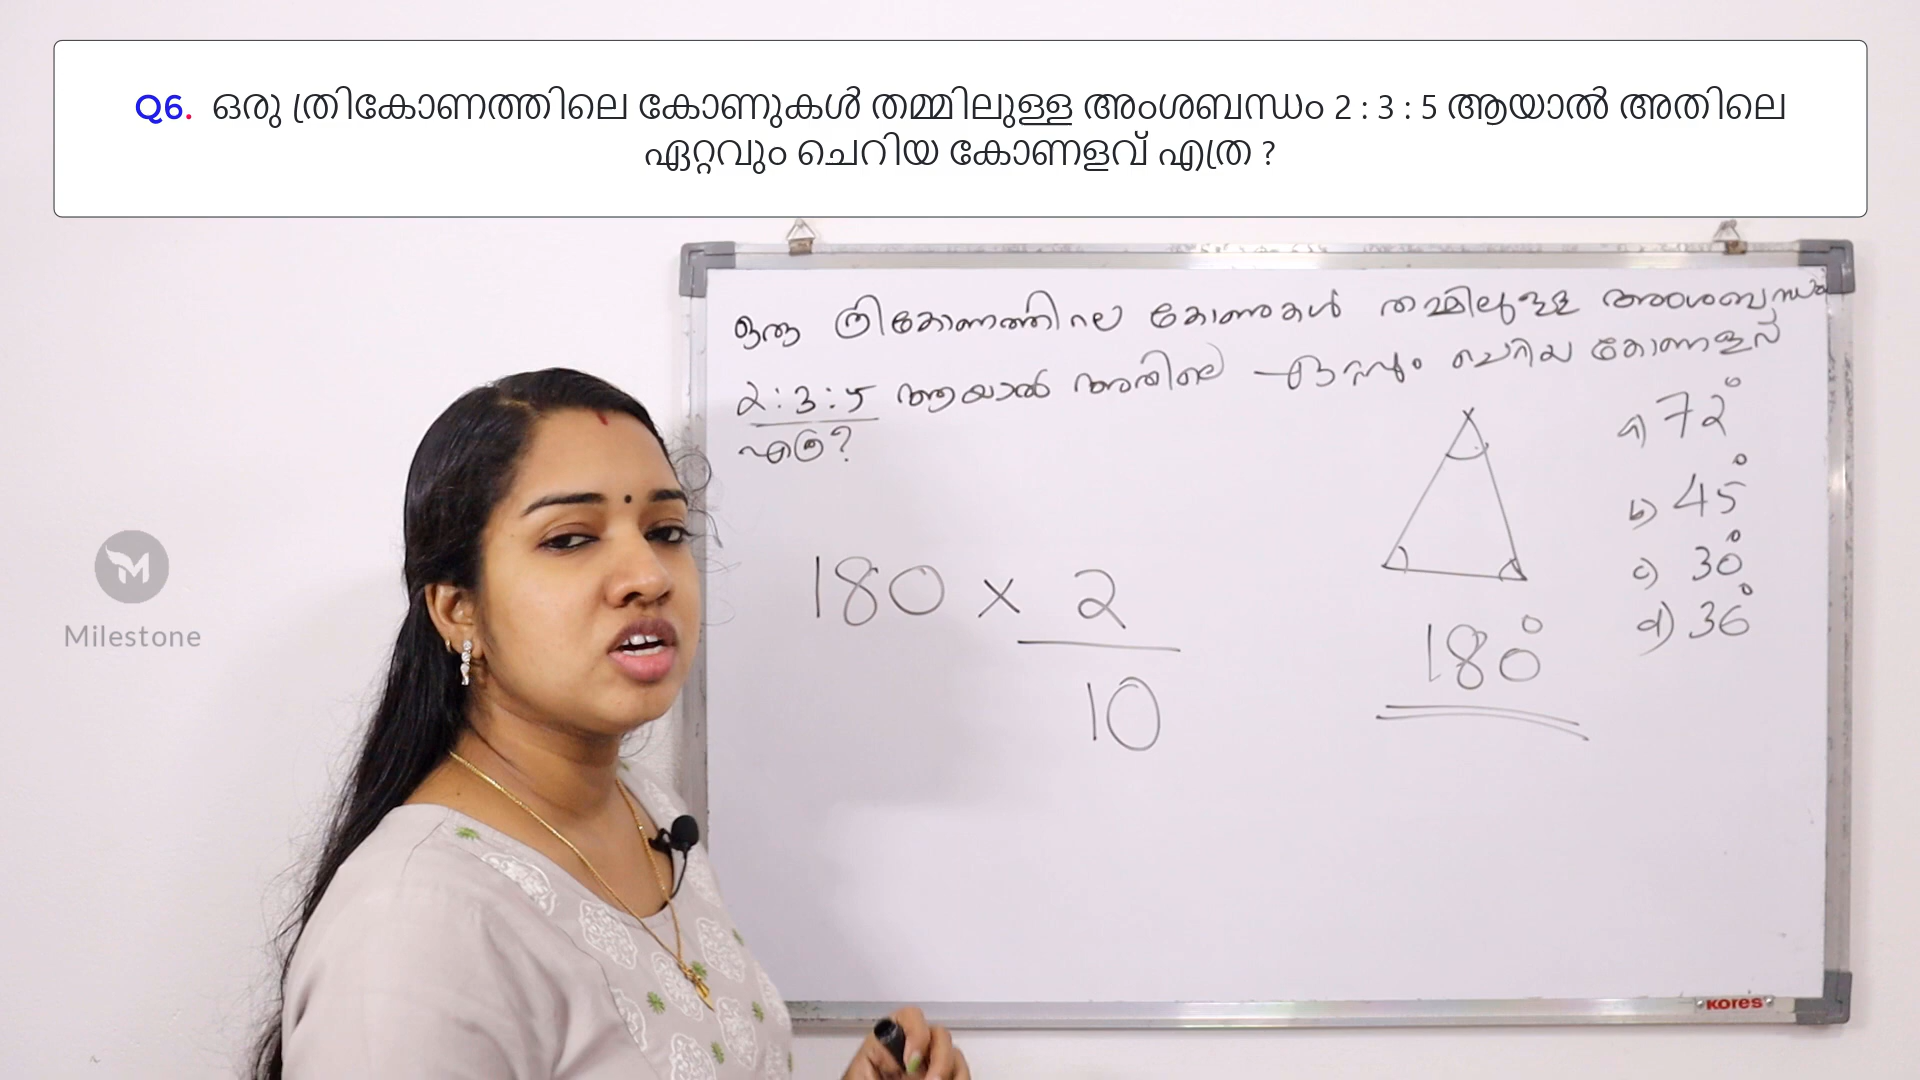 Q6. ഒരു ത്രികോണത്തിലെ കോണുകൾ തമ്മിലുള്ള അംശബന്ധം 2 : 3 : 5 ആയാൽ അതിലെ
ഏറ്റവും ചെറിയ കോണളവ് എത്ര ?
ഒരു ത്രികോണത്തിലെ കോണുകൾ തമ്മിലുള്ള അംശബന്ധം
2:3:5 ആയാൽ അതിലെ ഏറ്റവും ചെറിയ കോണളവ്
എത്ര?
a) 72°
b) 45°
c) 30°
d) 36°
180 × 2
10
180°
M
Milestone
KORES